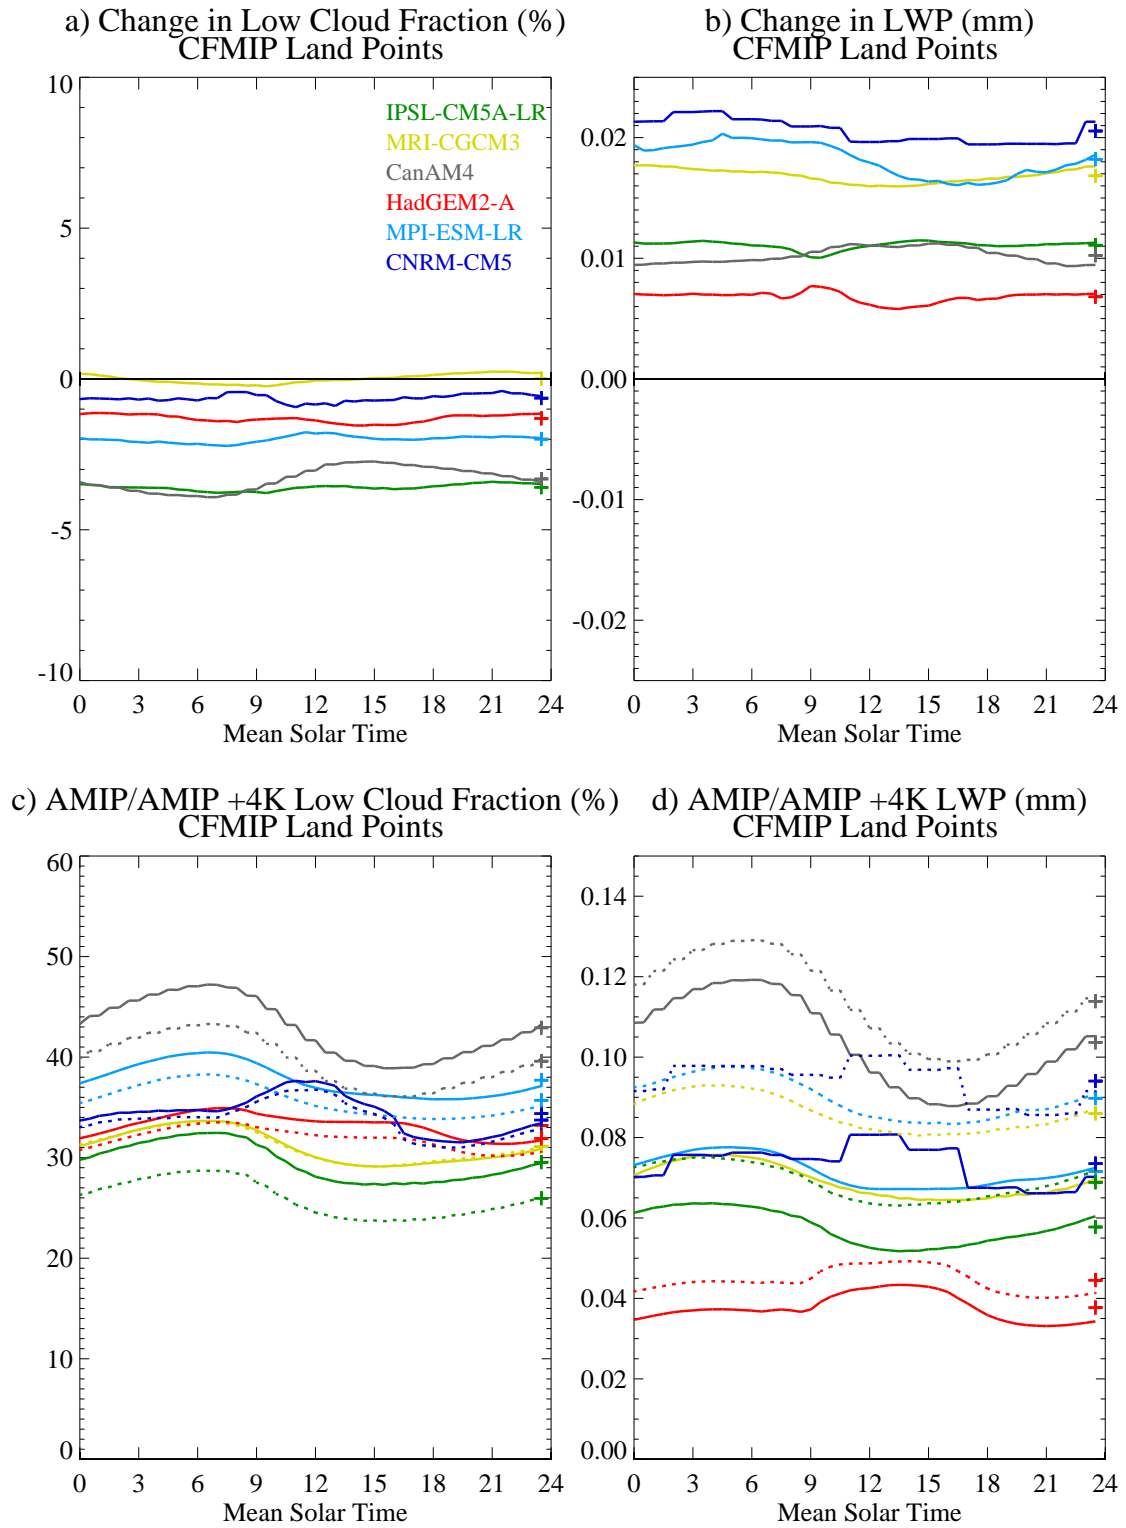 a) Change in Low Cloud Fraction (%)
CFMIP Land Points
10
5
0
-5
-10
IPSL-CM5A-LR
MRI-CGCM3
CanAM4
HadGEM2-A
MPI-ESM-LR
CNRM-CM5
0 3 6 9 12 15 18 21 24
Mean Solar Time
b) Change in LWP (mm)
CFMIP Land Points
0.02
0.01
0.00
-0.01
-0.02
0 3 6 9 12 15 18 21 24
Mean Solar Time
c) AMIP/AMIP +4K Low Cloud Fraction (%)
CFMIP Land Points
60
50
40
30
20
10
0
0 3 6 9 12 15 18 21 24
Mean Solar Time
d) AMIP/AMIP +4K LWP (mm)
CFMIP Land Points
0.14
0.12
0.10
0.08
0.06
0.04
0.02
0.00
0 3 6 9 12 15 18 21 24
Mean Solar Time